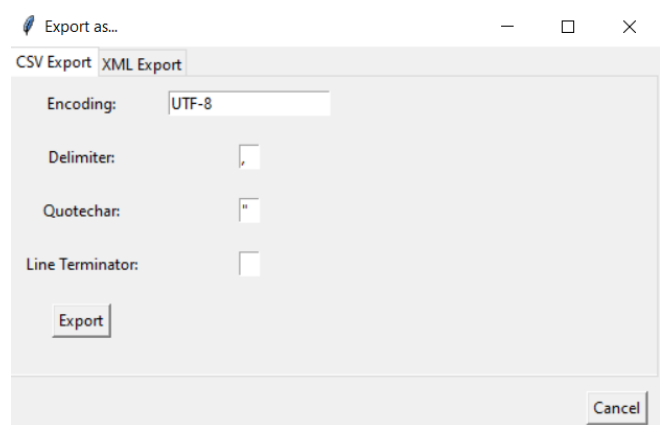 Export as...
CSV Export XML Export
Encoding: UTF-8
Delimiter: ,
Quotechar: "
Line Terminator:
Export
Cancel